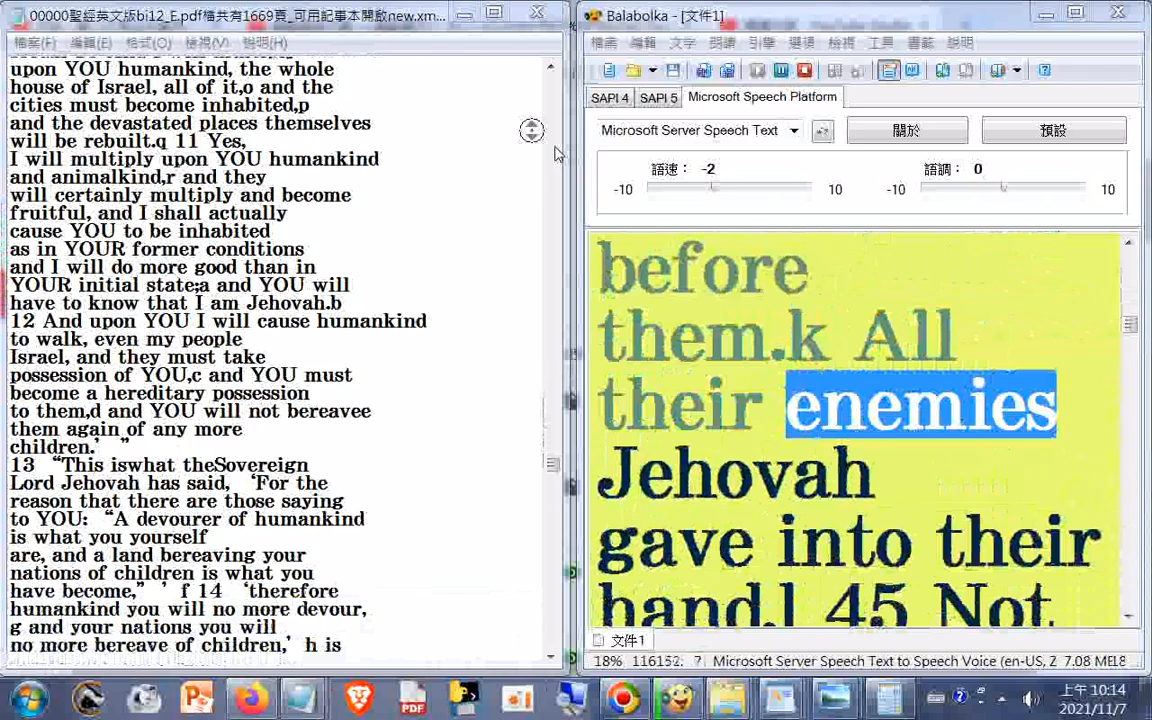 00000聖經英文版bi12_E.pdf檔共有1669頁_可用記事本開啟new.xm...
檔案(F) 編輯(E) 格式(O) 檢視(V) 說明(H)
upon YOU humankind, the whole
house of Israel, all of it,o and the
cities must become inhabited,p
and the devastated places themselves
will be rebuilt.q 11 Yes,
I will multiply upon YOU humankind
and animalkind,r and they
will certainly multiply and become
fruitful, and I shall actually
cause YOU to be inhabited
as in YOUR former conditions
and I will do more good than in
YOUR initial state;a and YOU will
have to know that I am Jehovah.b
12 And upon YOU I will cause humankind
to walk, even my people
Israel, and they must take
possession of YOU,c and YOU must
become a hereditary possession
to them,d and YOU will not bereavee
them again of any more
children.’ ”
13 “This iswhat theSovereign
Lord Jehovah has said, ‘For the
reason that there are those saying
to YOU: “A devourer of humankind
is what you yourself
are, and a land bereaving your
nations of children is what you
have become,” ’ f 14 ‘therefore
humankind you will no more devour,
g and your nations you will
no more bereave of children,’ h is
Balabolka - [文件1]
檔案 編輯 文字 朗讀 引擎 選項 檢視 工具 書籤 說明
SAPI 4 SAPI 5 Microsoft Speech Platform
Microsoft Server Speech Text 關於 預設
語速： -2 語調： 0
-10 10 -10 10
before
them.k All
their enemies
Jehovah
gave into their
hand.l 45 Not
文件1
18% 116152: ? Microsoft Server Speech Text to Speech Voice (en-US, 2 7.08 MEL8
PDF
上午 10:14
2021/11/7